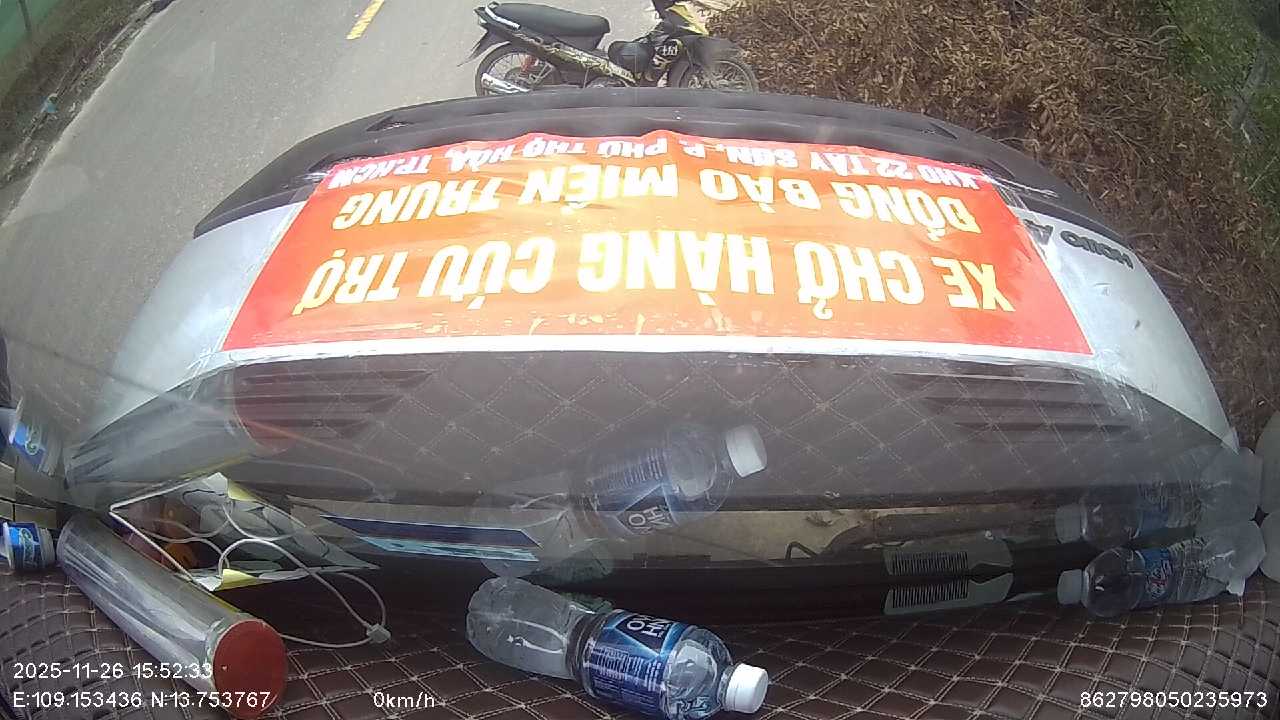 XE CHỞ HÀNG CỨU TRỢ
ĐỒNG BÀO MIỀN TRUNG
KHO 22 TÂY SƠN, P. PHÚ THỌ HÒA, TP.HCM
2025-11-26 15:52:33
E:109.153436 N:13.753767
0km/h
862798050235973